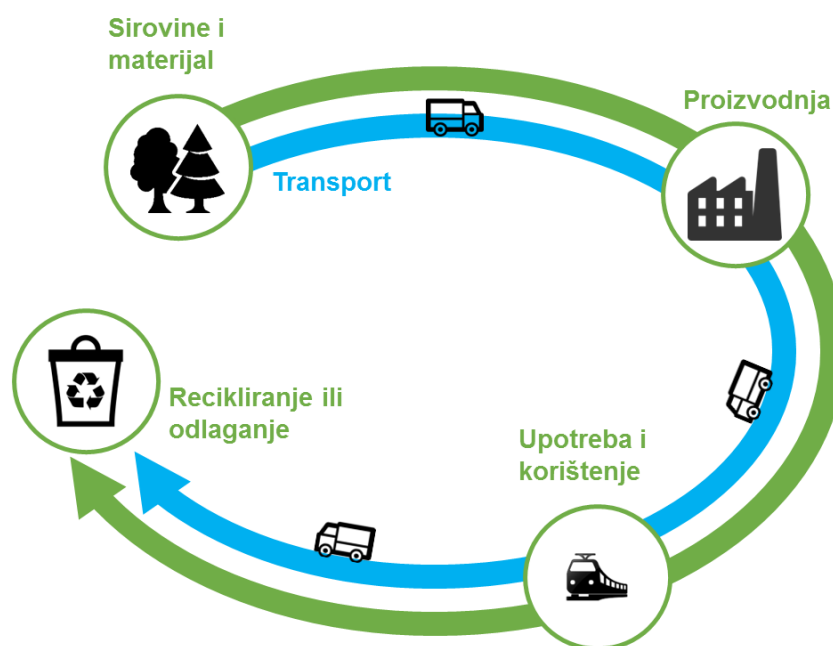 Sirovine i
materijal
Proizvodnja
Transport
Recikliranje ili
odlaganje
Upotreba i
korištenje